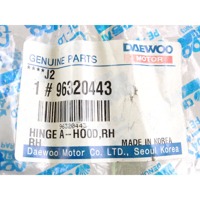 GENUINE PARTS
DAEWOO
MOTOR
****J2
1 # 96320443
96320443
HINGE A-HOOD,RH
RH
MADE IN KOREA
Daewoo Motor Co., LTD., Seoul Korea